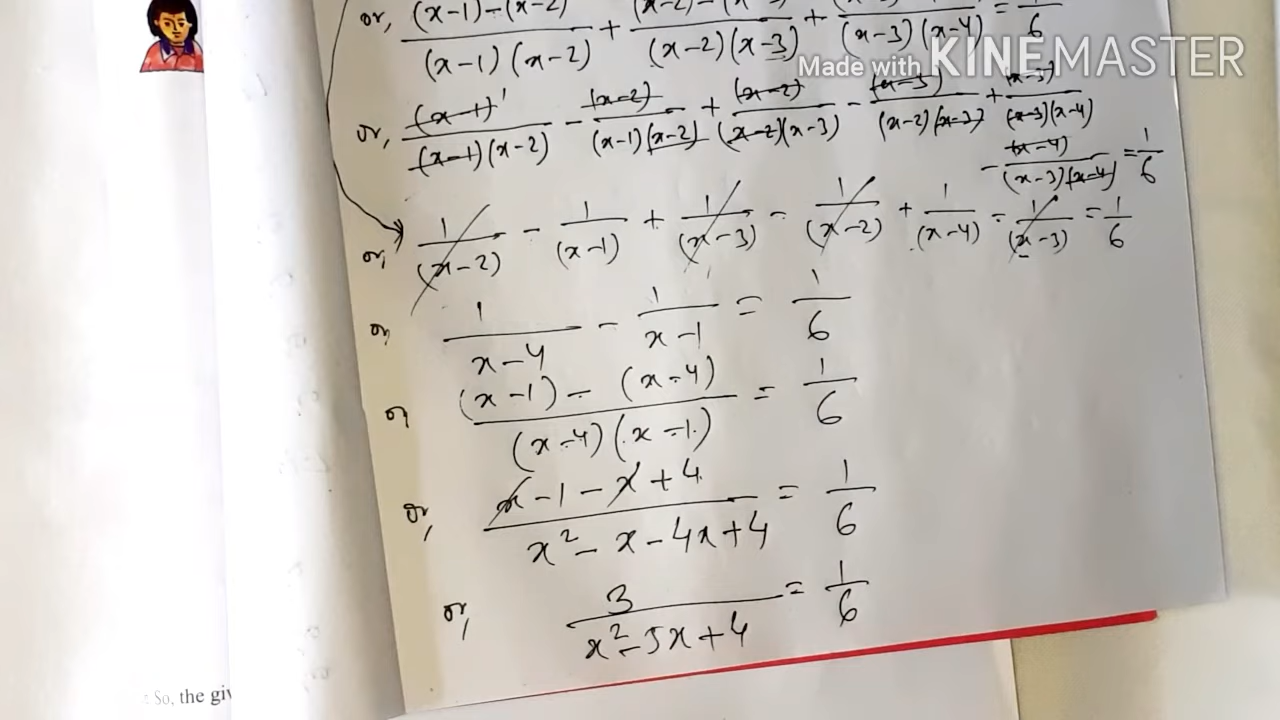 or, (x-1)-(x-2) / (x-1)(x-2) + / (x-2)(x-3) + / (x-3)(x-4) = 1/6
Made with KINEMASTER
or, (x-1) / (x-1)(x-2) - (x-2) / (x-1)(x-2) + (x-2) / (x-2)(x-3) - (x-3) / (x-2)(x-3) + (x-3) / (x-3)(x-4)
- (x-4) / (x-3)(x-4) = 1/6
or, 1/(x-2) - 1/(x-1) + 1/(x-3) - 1/(x-2) + 1/(x-4) - 1/(x-3) = 1/6
or 1/x-4 - 1/x-1 = 1/6
or (x-1) - (x-4) / (x-4)(x-1) = 1/6
or, x-1-x+4 / x²-x-4x+4 = 1/6
or, 3 / x²-5x+4 = 1/6
So, the